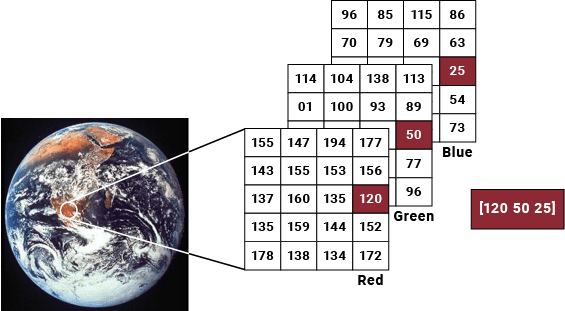 96 85 115 86
70 79 69 63
25
54
73
Blue
114 104 138 113
01 100 93 89
50
77
96
Green
155 147 194 177
143 155 153 156
137 160 135 120
135 159 144 152
178 138 134 172
Red
[120 50 25]